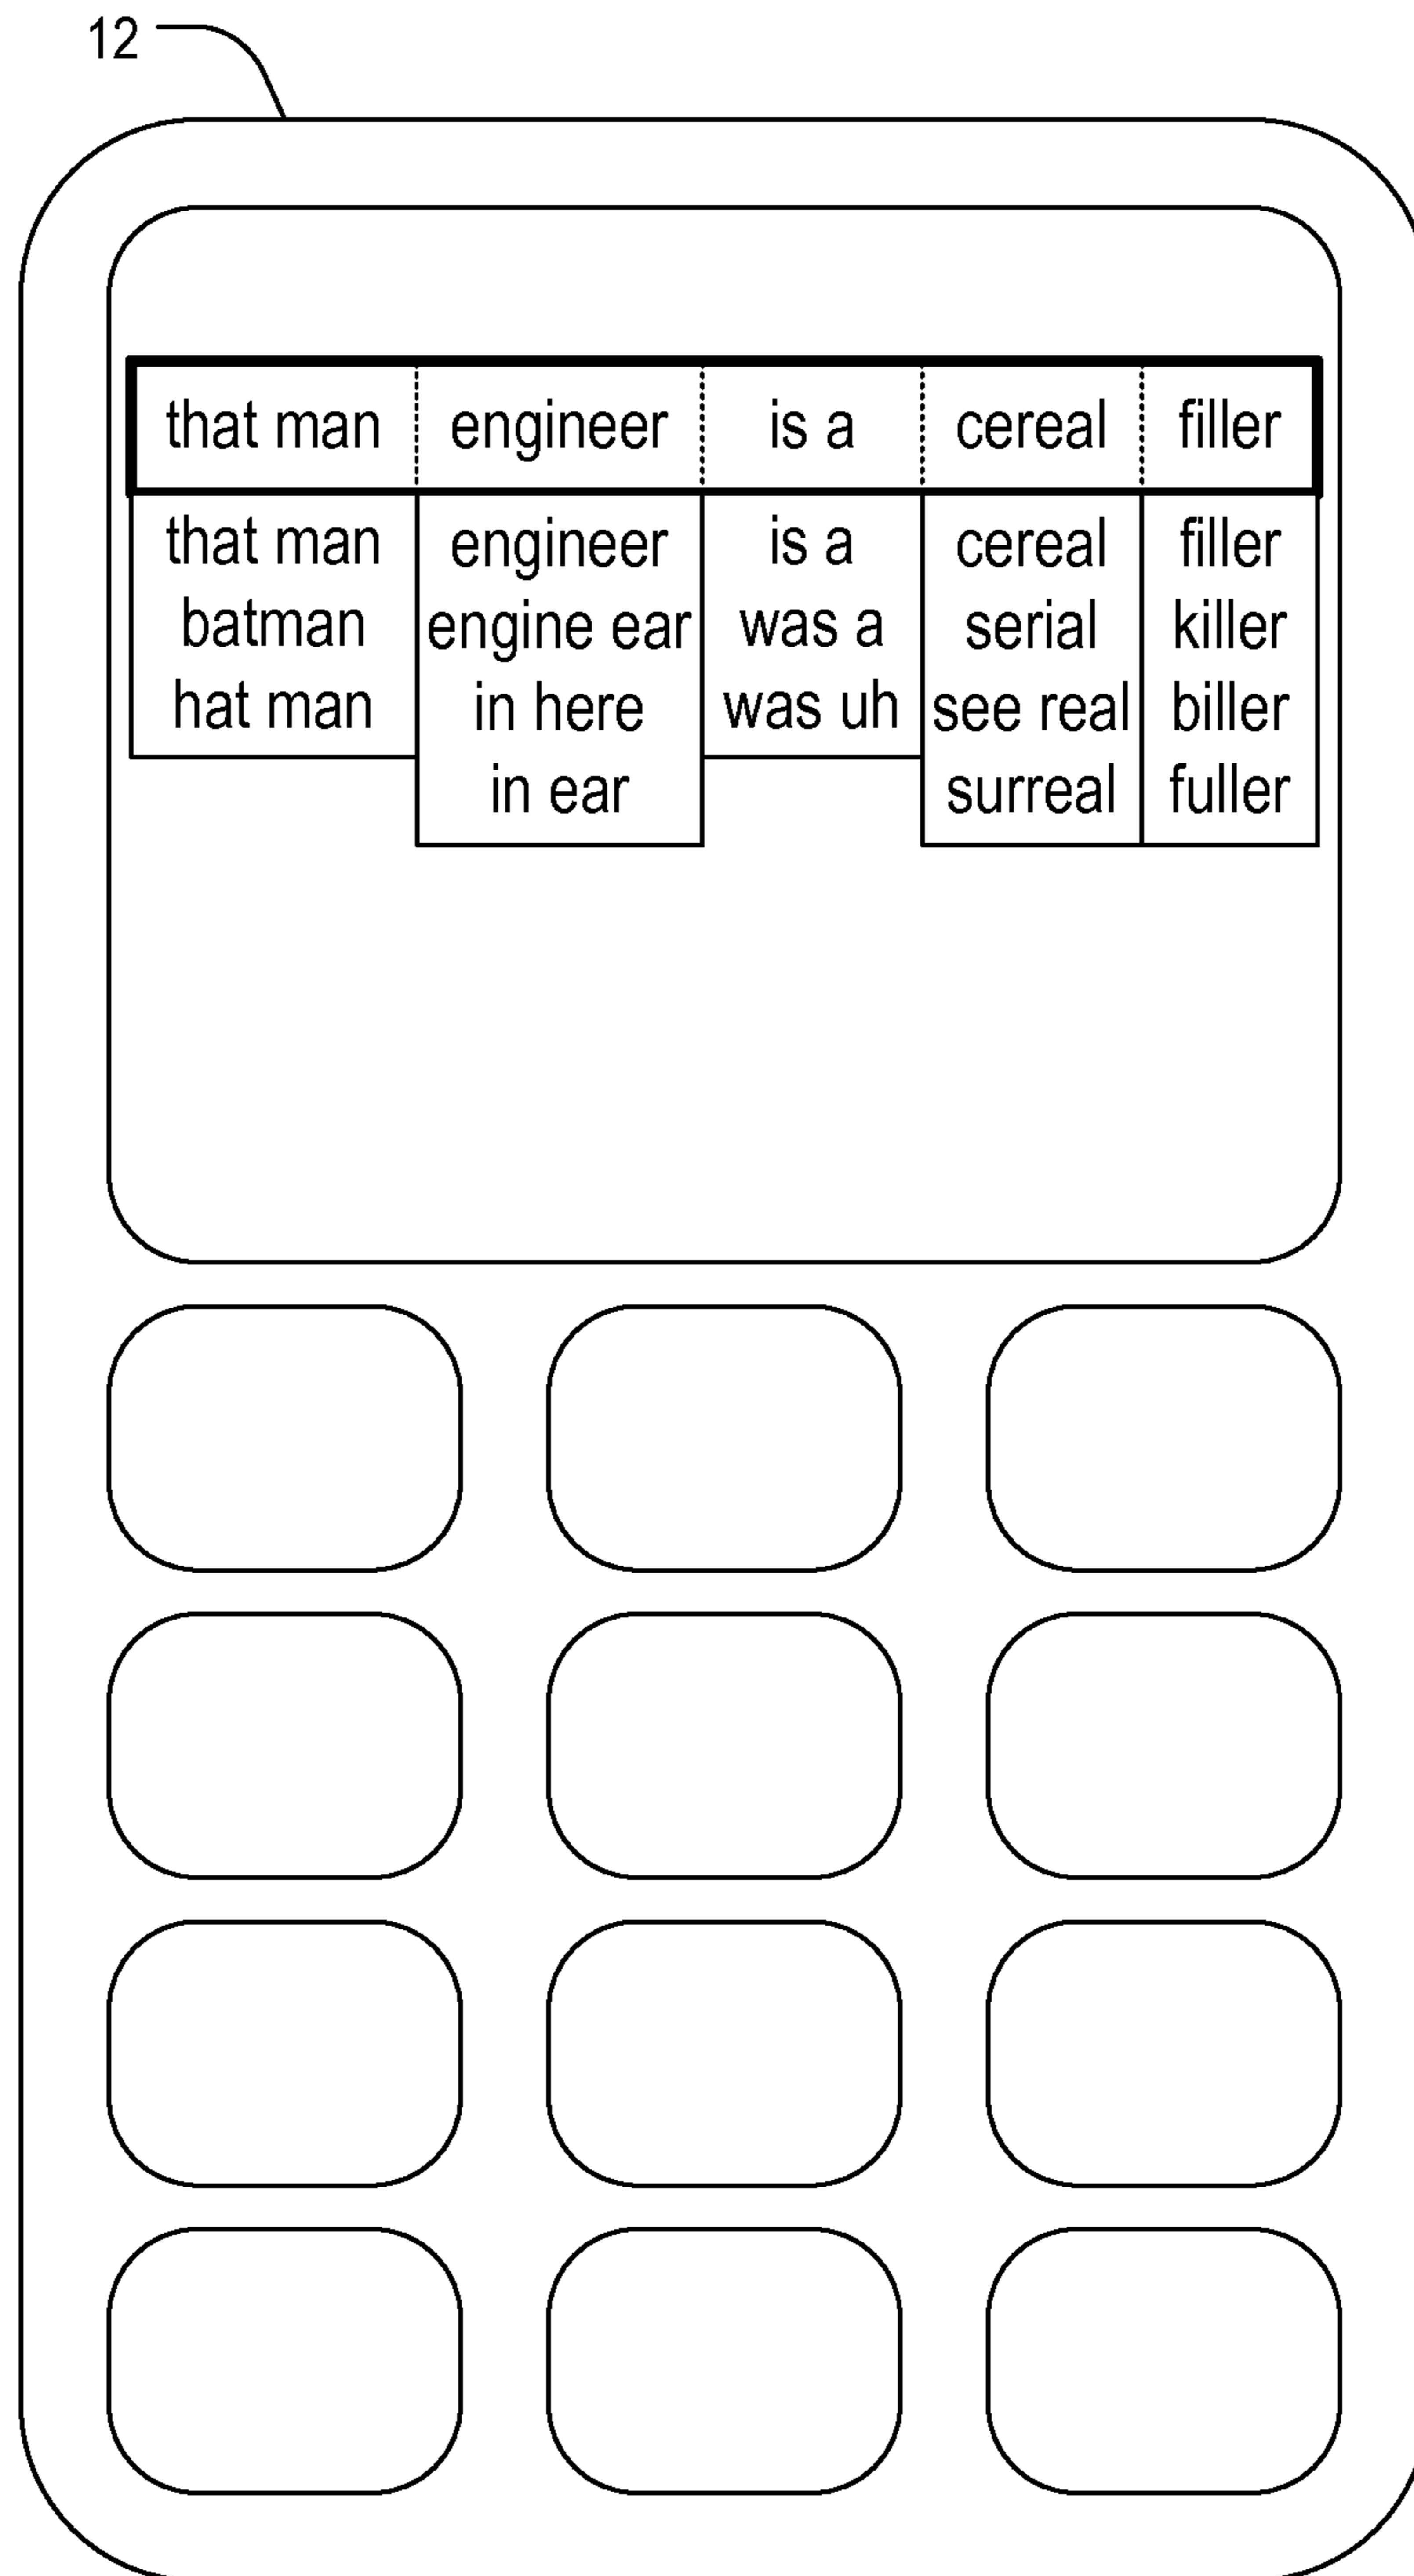 12
that man engineer is a cereal filler
that man engineer is a cereal filler
batman engine ear was a serial killer
hat man in here was uh see real biller
in ear surreal fuller